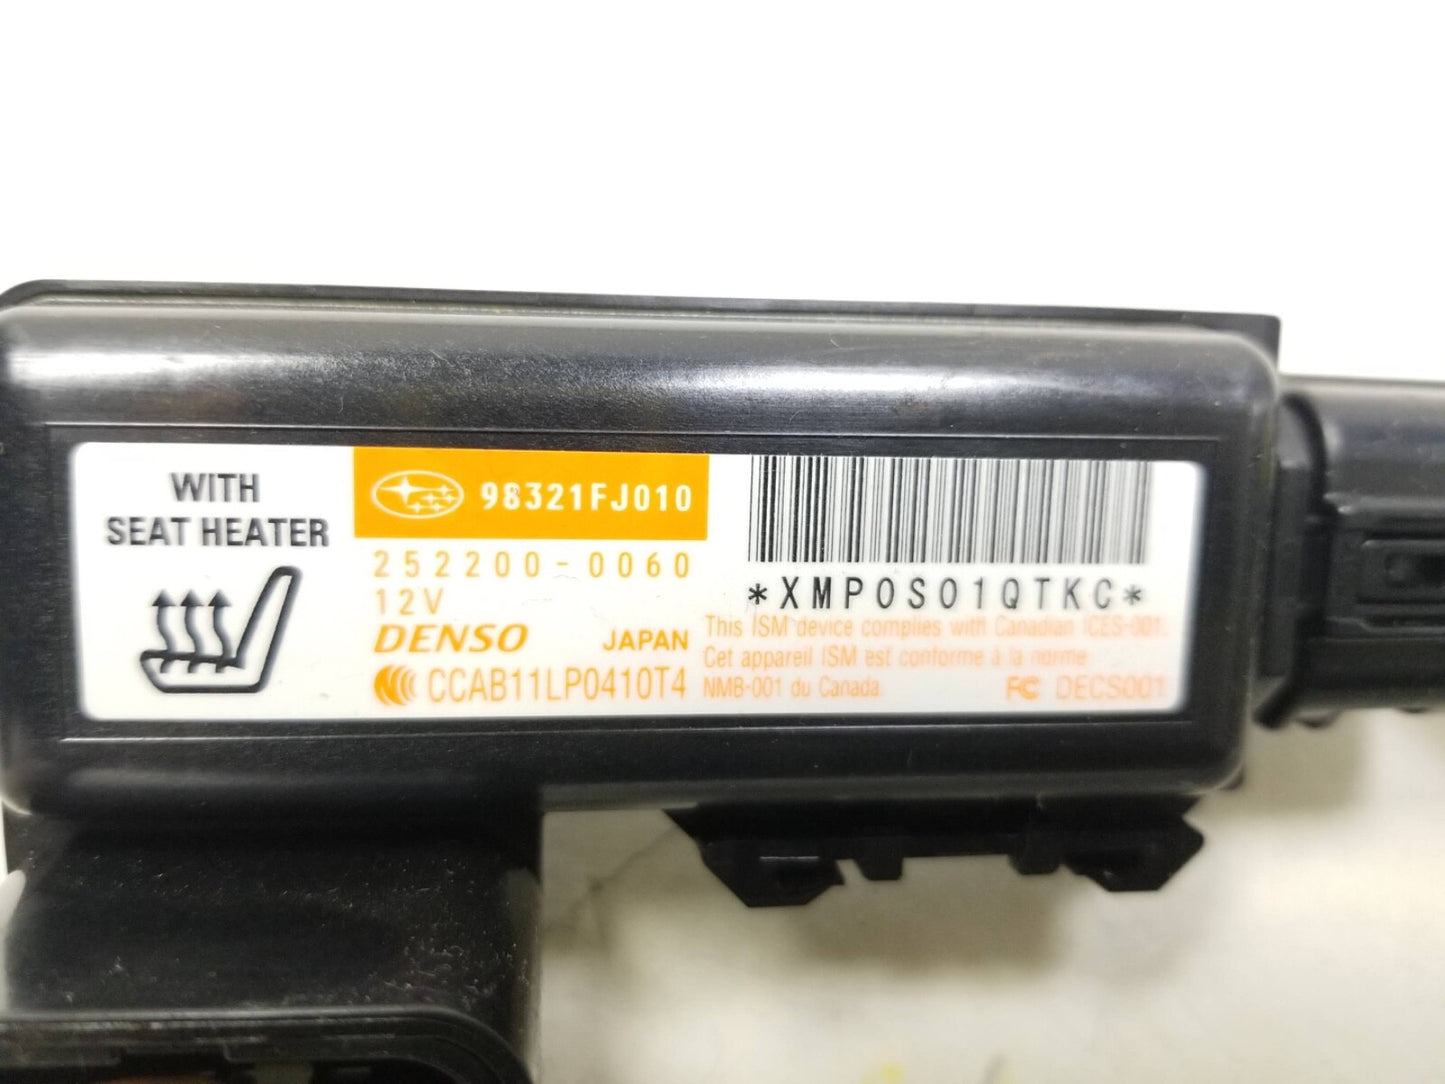 WITH
SEAT HEATER
98321FJ010
252200-0060
12V
DENSO JAPAN
CCAB11LP0410T4
*XMP0S01QTKC*
This ISM device complies with Canadian ICES-001.
Cet appareil ISM est conforme à la norme
NMB-001 du Canada.
FC DECS001